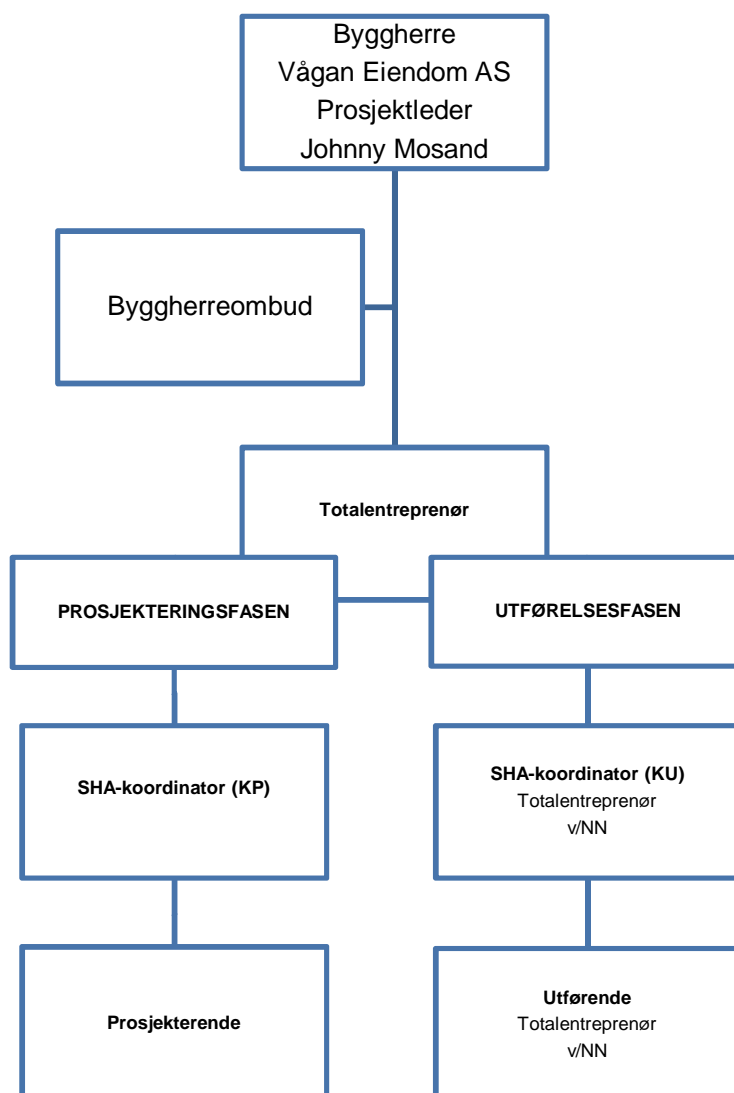 Byggherre
Vågan Eiendom AS
Prosjektleder
Johnny Mosand
Byggherreombud
Totalentreprenør
PROSJEKTERINGSFASEN
UTFØRELSESFASEN
SHA-koordinator (KP)
SHA-koordinator (KU)
Totalentreprenør
v/NN
Prosjekterende
Utførende
Totalentreprenør
v/NN